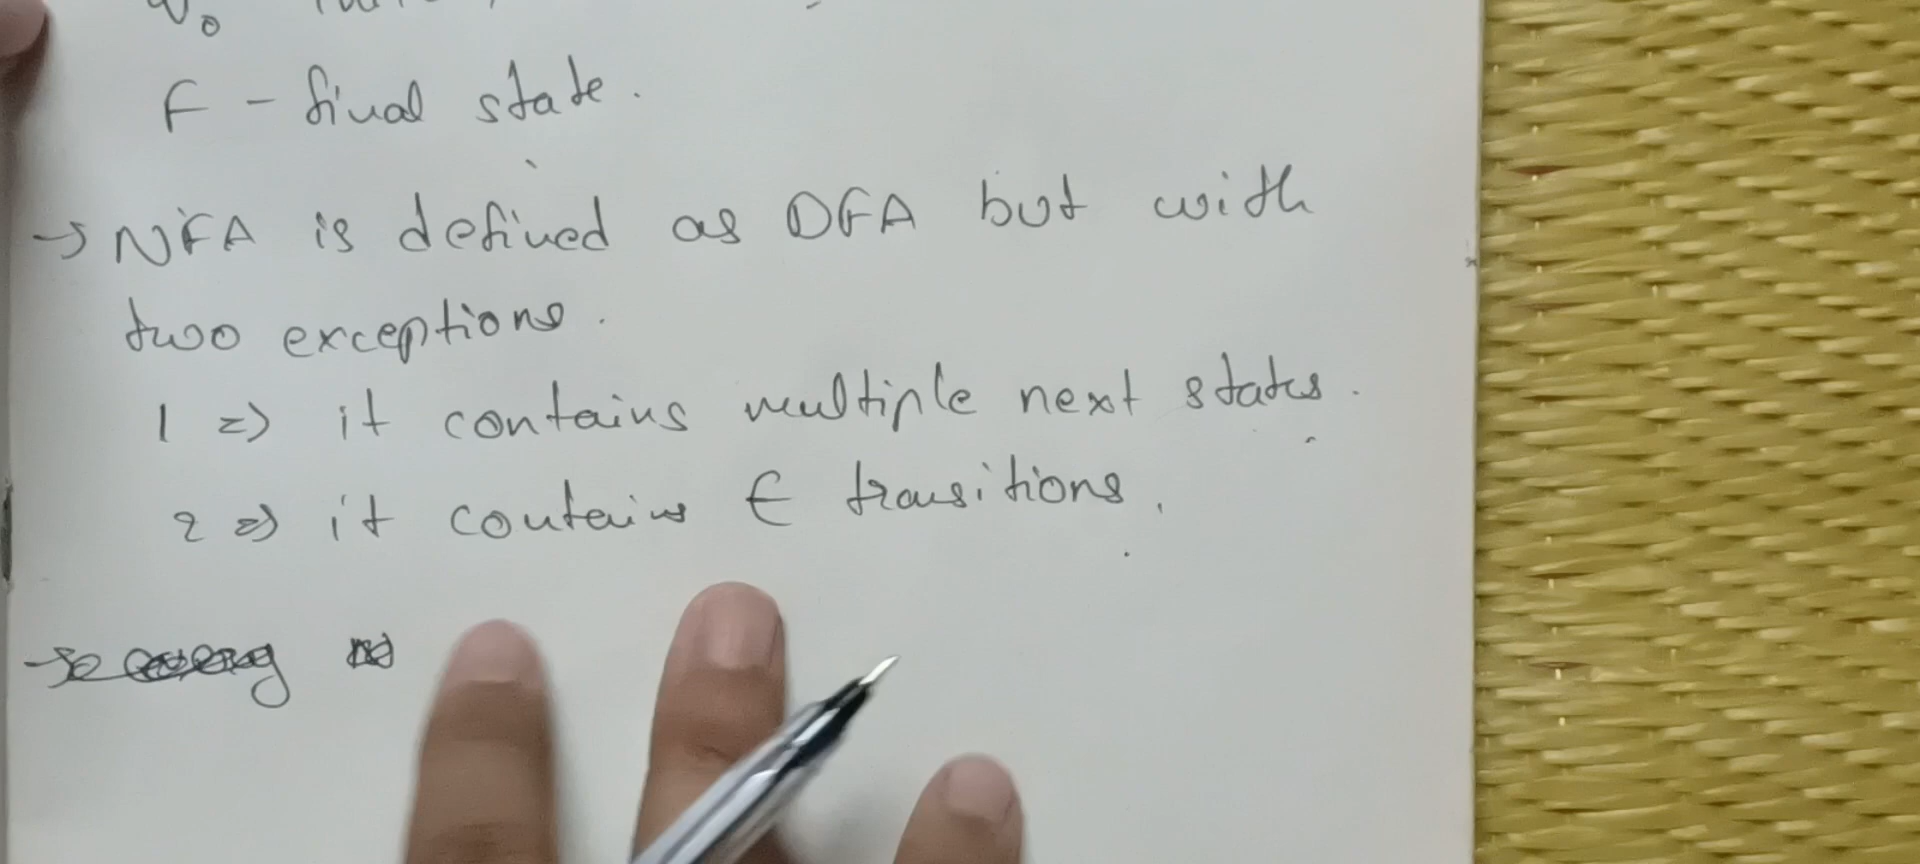 F - final state.
→ NFA is defined as DFA but with
two exceptions.
1 => it contains multiple next states.
2 => it contains ∈ transitions.